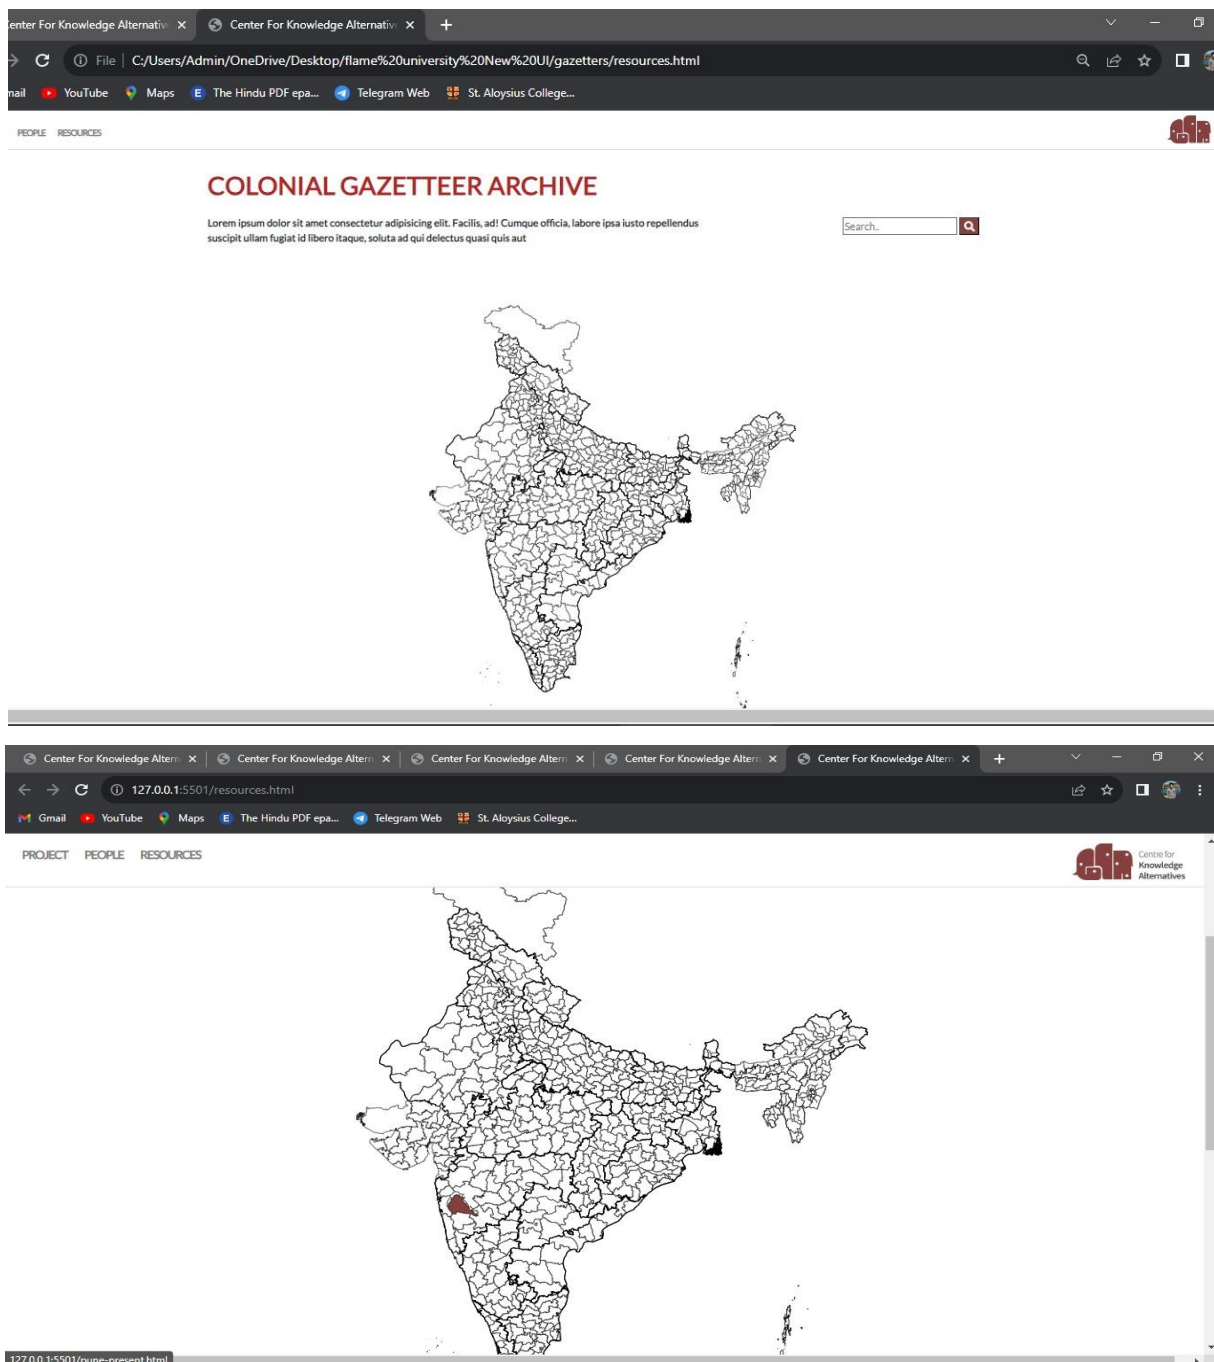 Center For Knowledge Alternativ
Center For Knowledge Alternativ
File
C:/Users/Admin/OneDrive/Desktop/flame%20university%20New%20UI/gazetters/resources.html
mail YouTube Maps E The Hindu PDF epa... Telegram Web St. Aloysius College...
PEOPLE RESOURCES
COLONIAL GAZETTEER ARCHIVE
Lorem ipsum dolor sit amet consectetur adipisicing elit. Facilis, ad! Cumque officia, labore ipsa iusto repellendus
suscipit ullam fugiat id libero itaque, soluta ad qui delectus quasi quis aut
Search..
Center For Knowledge Altern
Center For Knowledge Altern
Center For Knowledge Altern
Center For Knowledge Altern
Center For Knowledge Altern
127.0.0.1:5501/resources.html
Gmail YouTube Maps E The Hindu PDF epa... Telegram Web St. Aloysius College...
PROJECT PEOPLE RESOURCES
Centre for
Knowledge
Alternatives
127.0.0.1:5501/pune-present.html